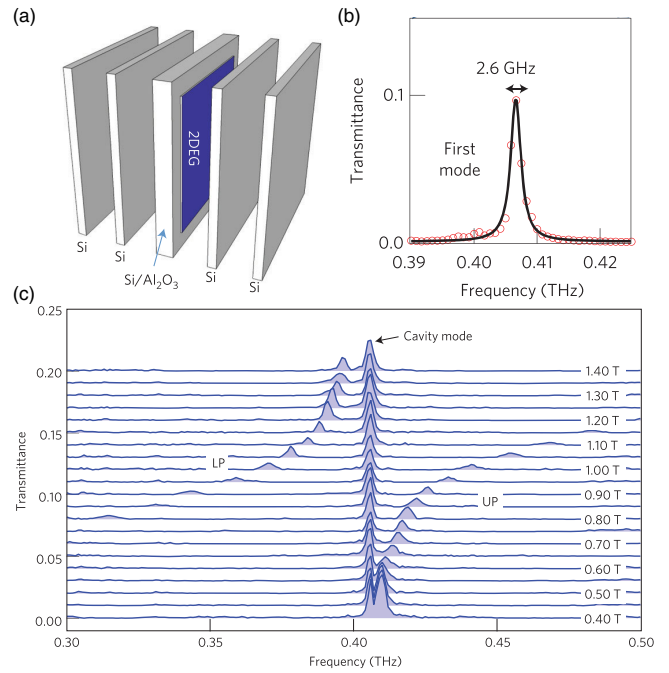 (a)
2DEG
Si
Si
Si/Al₂O₃
Si
Si
(b)
Transmittance
0.1
0.0
2.6 GHz
First
mode
0.39
0.40
0.41
0.42
Frequency (THz)
(c)
Transmittance
0.25
0.20
0.15
0.10
0.05
0.00
Cavity mode
LP
UP
1.40 T
1.30 T
1.20 T
1.10 T
1.00 T
0.90 T
0.80 T
0.70 T
0.60 T
0.50 T
0.40 T
0.30
0.35
0.40
0.45
0.50
Frequency (THz)